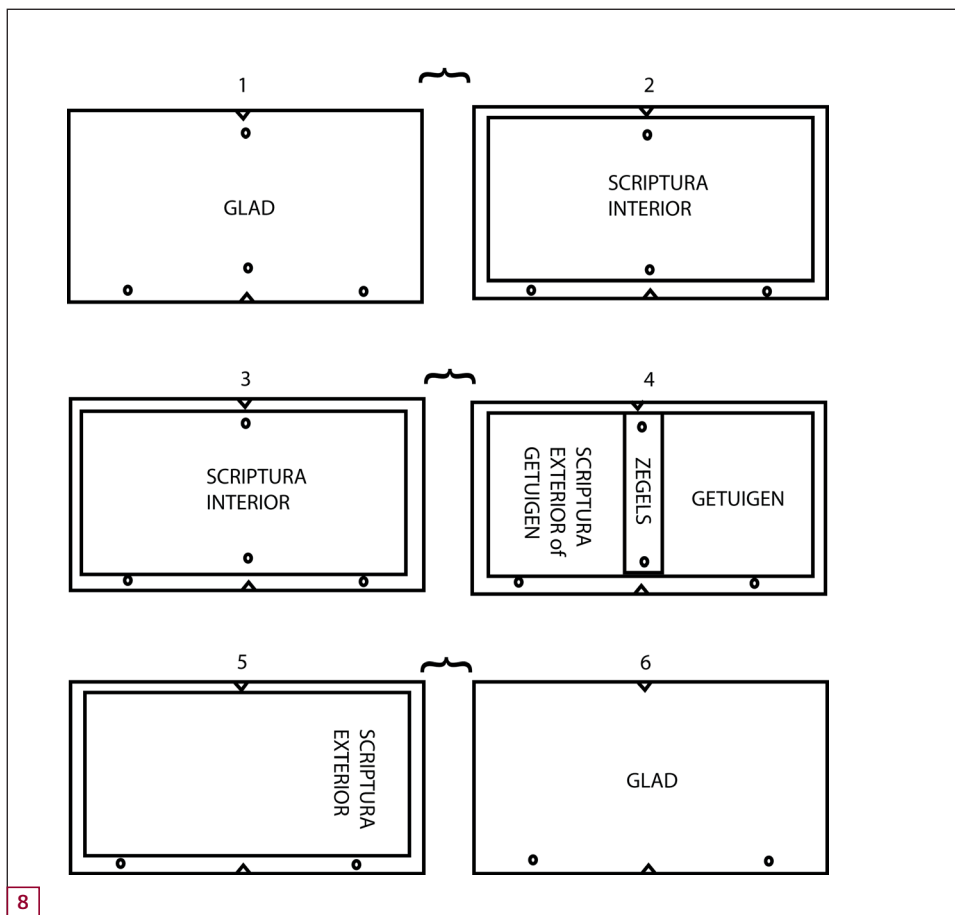 1
2
GLAD
SCRIPTURA
INTERIOR
3
4
SCRIPTURA
INTERIOR
SCRIPTURA
EXTERIOR of
GETUIGEN
ZEGELS
GETUIGEN
5
6
SCRIPTURA
EXTERIOR
GLAD
8